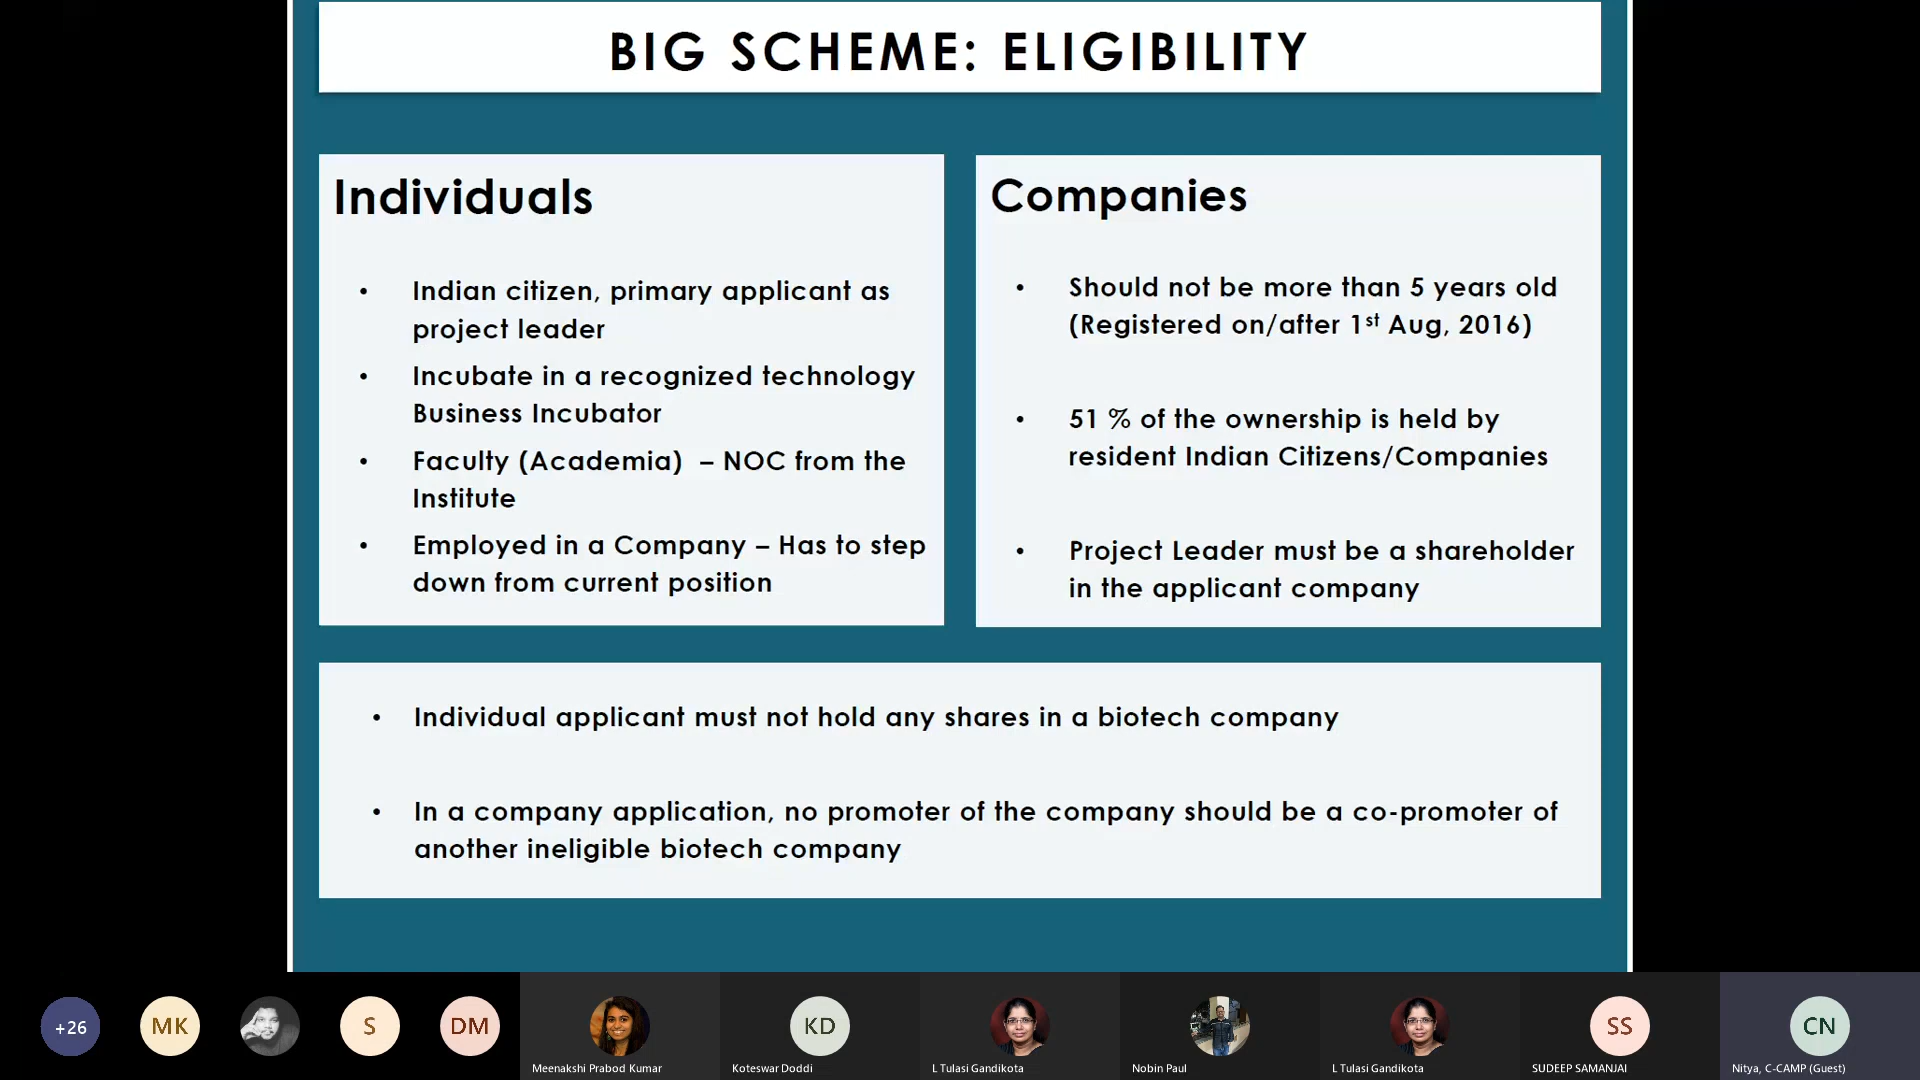 BIG SCHEME: ELIGIBILITY
Individuals
• Indian citizen, primary applicant as
project leader
• Incubate in a recognized technology
Business Incubator
• Faculty (Academia) – NOC from the
Institute
• Employed in a Company – Has to step
down from current position
Companies
• Should not be more than 5 years old
(Registered on/after 1st Aug, 2016)
• 51 % of the ownership is held by
resident Indian Citizens/Companies
• Project Leader must be a shareholder
in the applicant company
• Individual applicant must not hold any shares in a biotech company
• In a company application, no promoter of the company should be a co-promoter of
another ineligible biotech company
+26
MK
S
DM
Meenakshi Prabod Kumar
KD
Koteswar Doddi
L Tulasi Gandikota
Nobin Paul
L Tulasi Gandikota
SS
SUDEEP SAMANJAI
CN
Nitya, C-CAMP (Guest)